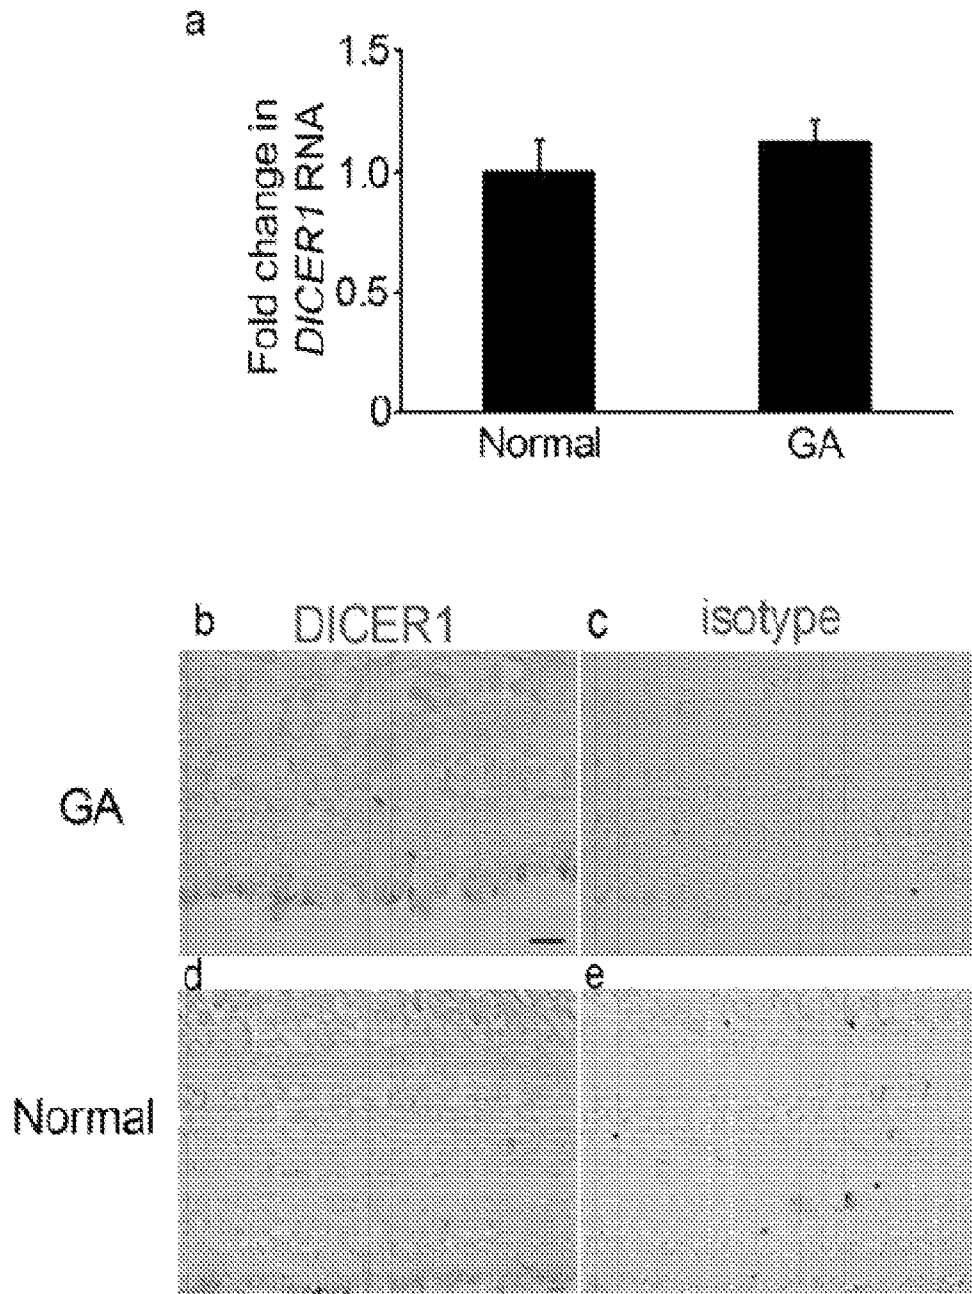 a
Fold change in
DICER1 RNA
1.5
1.0
0.5
0
Normal
GA
b
DICER1
c
isotype
GA
d
e
Normal